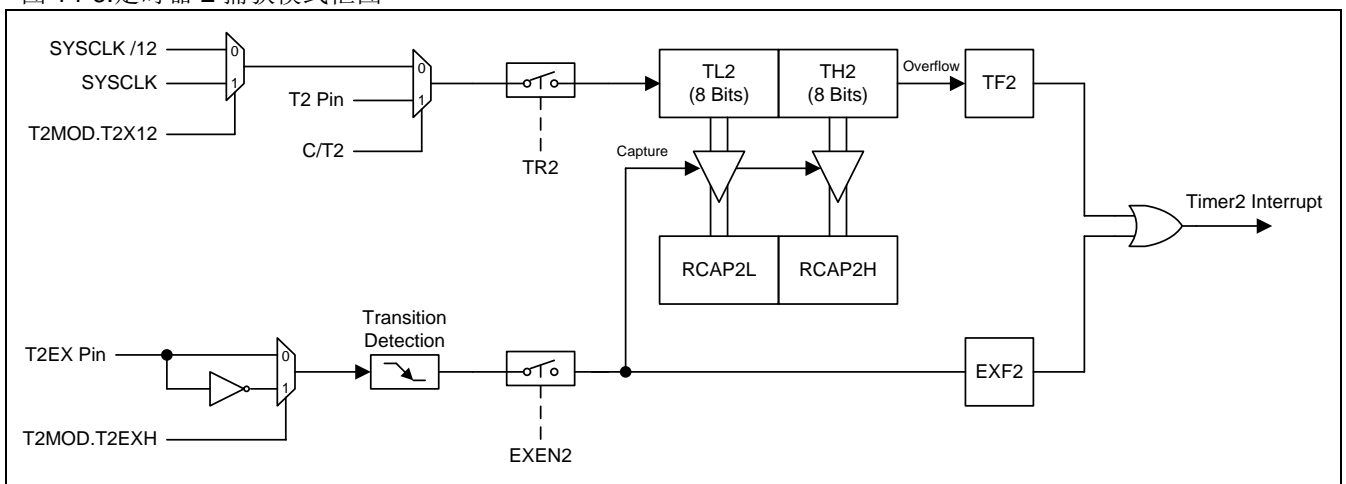 SYSCLK /12
0
SYSCLK
1
T2MOD.T2X12
0
T2 Pin
1
C/T2
TR2
TL2
(8 Bits)
TH2
(8 Bits)
Overflow
TF2
Capture
RCAP2L
RCAP2H
Timer2 Interrupt
Transition
Detection
T2EX Pin
0
1
T2MOD.T2EXH
EXEN2
EXF2